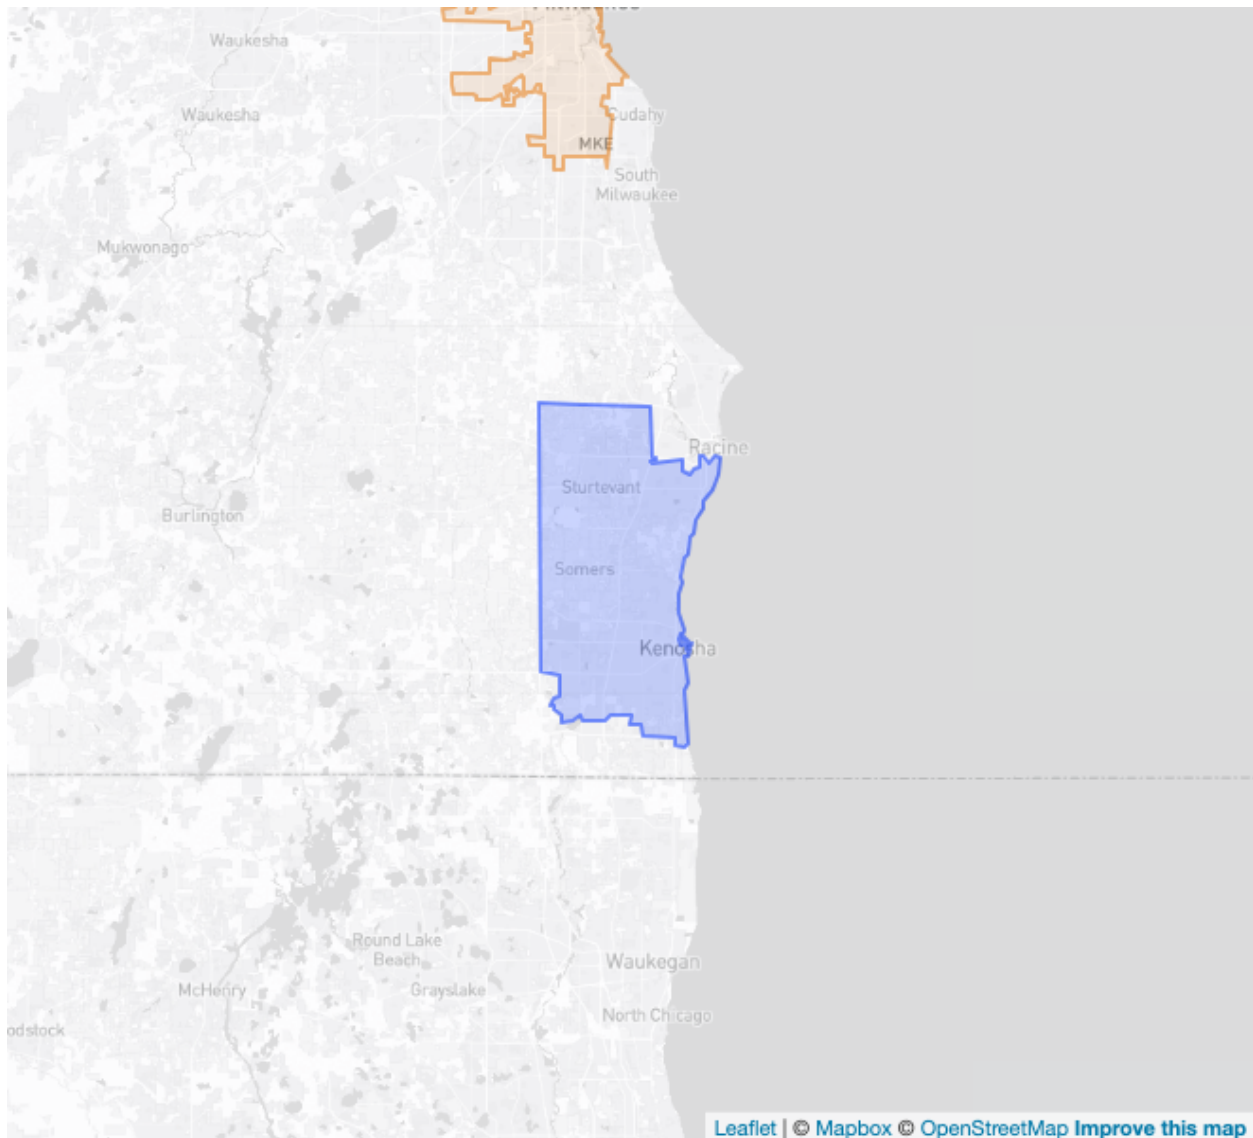 Milwaukee
Waukesha
Waukesha
Cudahy
MKE
South
Milwaukee
Mukwonago
Racine
Sturtevant
Burlington
Somers
Kenosha
Round Lake
Beach
Waukegan
McHenry
Grayslake
North Chicago
odstock
Leaflet | © Mapbox © OpenStreetMap Improve this map